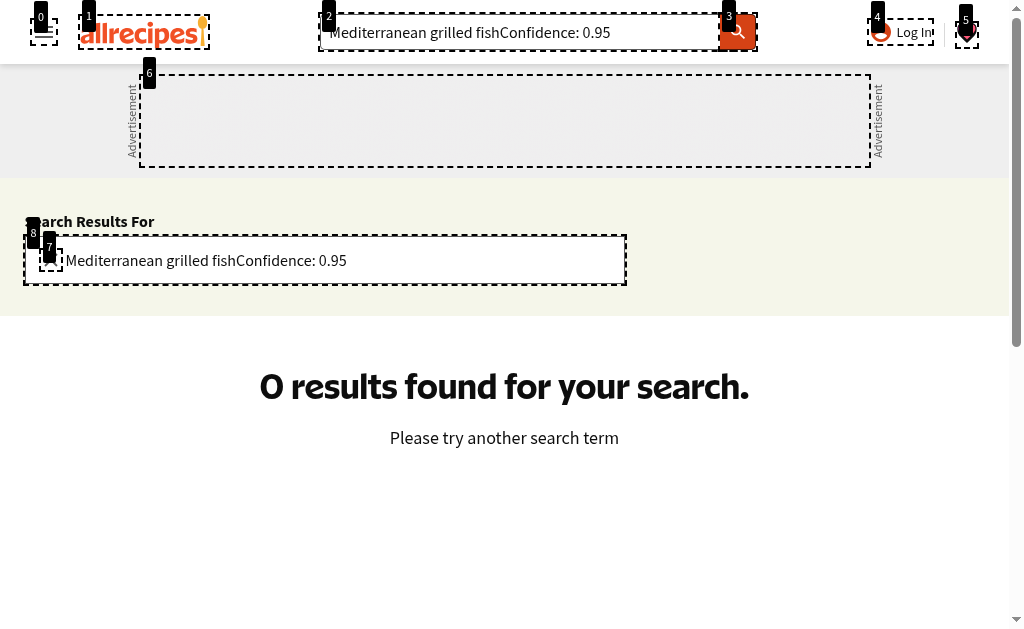 0
1
allrecipes
2
Mediterranean grilled fishConfidence: 0.95
3
4
Log In
5
6
Advertisement
Advertisement
Search Results For
8
7
Mediterranean grilled fishConfidence: 0.95
0 results found for your search.
Please try another search term